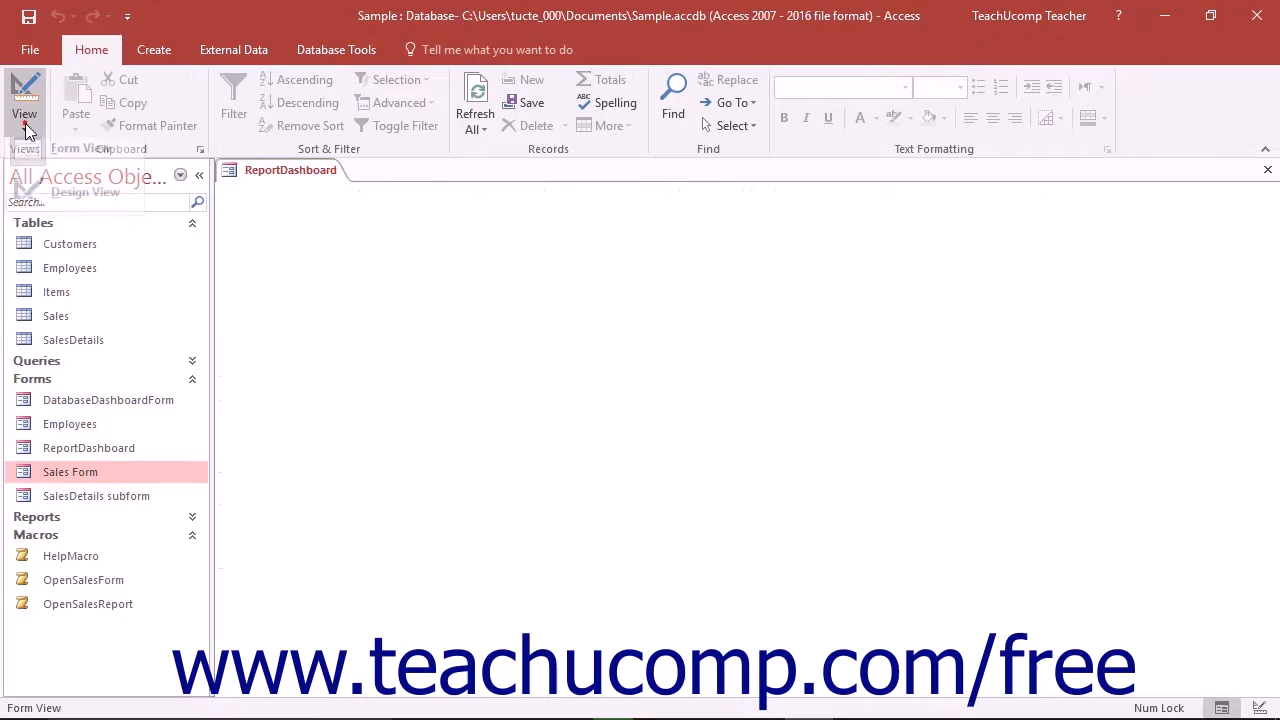 Sample : Database- C:\Users\tucte_000\Documents\Sample.accdb (Access 2007 - 2016 file format) - Access
TeachUcomp Teacher
?
File
Home
Create
External Data
Database Tools
Tell me what you want to do
View
Views
Form View
Design View
Paste
Cut
Copy
Format Painter
Clipboard
Filter
Ascending
Descending
Remove Sort
Selection
Advanced
Toggle Filter
Sort & Filter
Refresh
All
New
Save
Delete
Totals
Spelling
More
Records
Find
Replace
Go To
Select
Find
B I U
A
Text Formatting
All Access Obje...
Search...
Tables
Customers
Employees
Items
Sales
SalesDetails
Queries
Forms
DatabaseDashboardForm
Employees
ReportDashboard
Sales Form
SalesDetails subform
Reports
Macros
HelpMacro
OpenSalesForm
OpenSalesReport
ReportDashboard
www.teachucomp.com/free
Form View
Num Lock